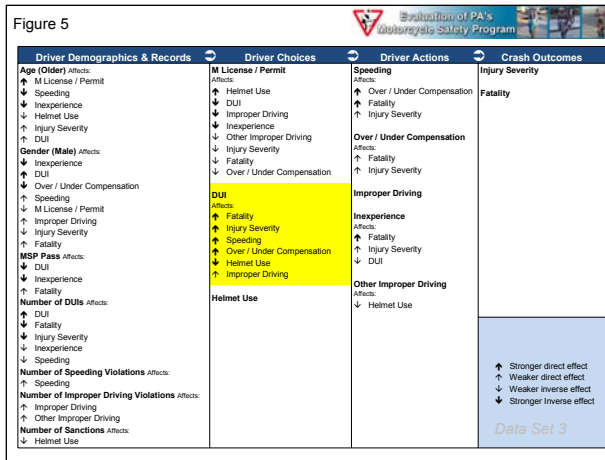 Figure 5
Evaluation of PA's
Motorcycle Safety Program
Driver Demographics & Records
Age (Older) Affects:
↑ M License / Permit
↓ Speeding
↓ Inexperience
↓ Helmet Use
↑ Injury Severity
↑ DUI
Gender (Male) Affects:
↓ Inexperience
↑ DUI
↓ Over / Under Compensation
↑ Speeding
↓ M License / Permit
↑ Improper Driving
↓ Injury Severity
↑ Fatality
MSP Pass Affects:
↓ DUI
↓ Inexperience
↑ Fatality
Number of DUIs Affects:
↑ DUI
↓ Fatality
↓ Injury Severity
↓ Inexperience
↓ Speeding
Number of Speeding Violations Affects:
↑ Speeding
Number of Improper Driving Violations Affects:
↑ Improper Driving
↑ Other Improper Driving
Number of Sanctions Affects:
↓ Helmet Use
Driver Choices
M License / Permit
Affects:
↑ Helmet Use
↓ DUI
↓ Improper Driving
↓ Inexperience
↓ Other Improper Driving
↓ Injury Severity
↓ Fatality
↓ Over / Under Compensation
DUI
Affects:
↑ Fatality
↑ Injury Severity
↑ Speeding
↑ Over / Under Compensation
↓ Helmet Use
↑ Improper Driving
Helmet Use
Driver Actions
Speeding
Affects:
↑ Over / Under Compensation
↑ Fatality
↑ Injury Severity
Over / Under Compensation
Affects:
↑ Fatality
↑ Injury Severity
Improper Driving
Inexperience
Affects:
↑ Fatality
↑ Injury Severity
↓ DUI
Other Improper Driving
Affects:
↓ Helmet Use
Crash Outcomes
Injury Severity
Fatality
↑ Stronger direct effect
↑ Weaker direct effect
↓ Weaker inverse effect
↓ Stronger Inverse effect
Data Set 3